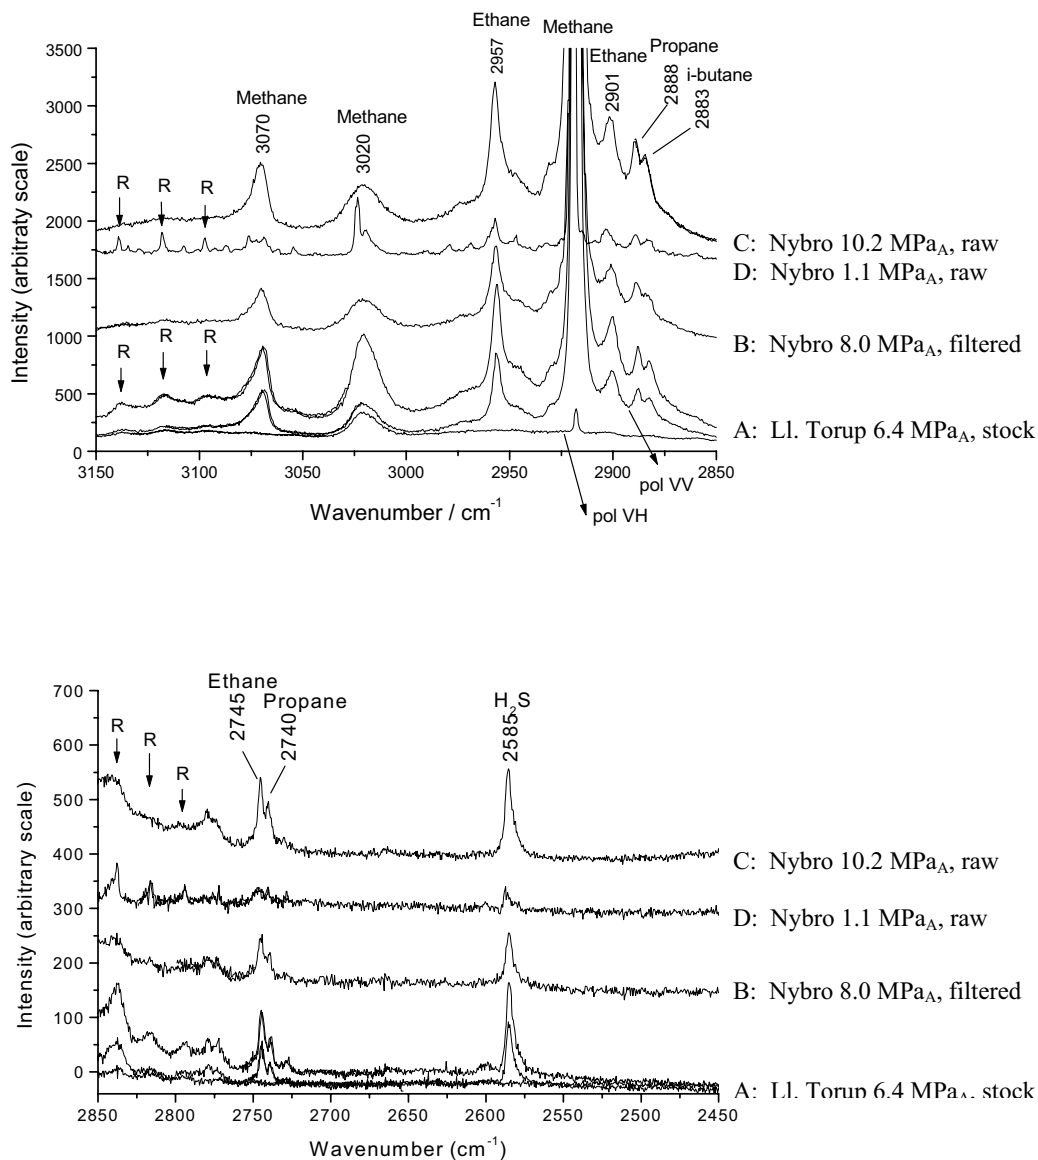 Ethane
Methane
Propane
Ethane
i-butane
2957
2901
2888
2883
Methane
3070
Methane
3020
R
R
R
R
R
R
3500
3000
2500
2000
1500
1000
500
0
Intensity (arbitraty scale)
3150
3100
3050
3000
2950
2900
2850
Wavenumber / cm-1
C: Nybro 10.2 MPaA, raw
D: Nybro 1.1 MPaA, raw
B: Nybro 8.0 MPaA, filtered
A: Ll. Torup 6.4 MPaA, stock
pol VV
pol VH
Ethane
2745
Propane
2740
H2S
2585
R
R
R
700
600
500
400
300
200
100
0
Intensity (arbitrary scale)
2850
2800
2750
2700
2650
2600
2550
2500
2450
Wavenumber (cm-1)
C: Nybro 10.2 MPaA, raw
D: Nybro 1.1 MPaA, raw
B: Nybro 8.0 MPaA, filtered
A: Ll. Torup 6.4 MPaA, stock